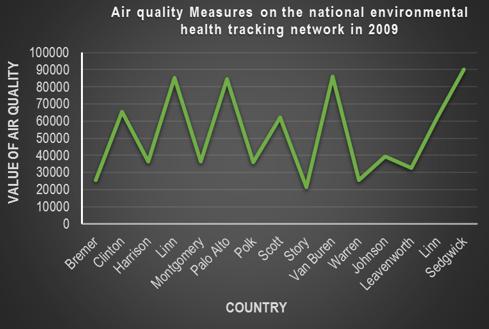 Air quality Measures on the national environmental
health tracking network in 2009
VALUE OF AIR QUALITY
100000
90000
80000
70000
60000
50000
40000
30000
20000
10000
0
Bremer
Clinton
Harrison
Linn
Montgomery
Palo Alto
Polk
Scott
Story
Van Buren
Warren
Johnson
Leavenworth
Linn
Sedgwick
COUNTRY